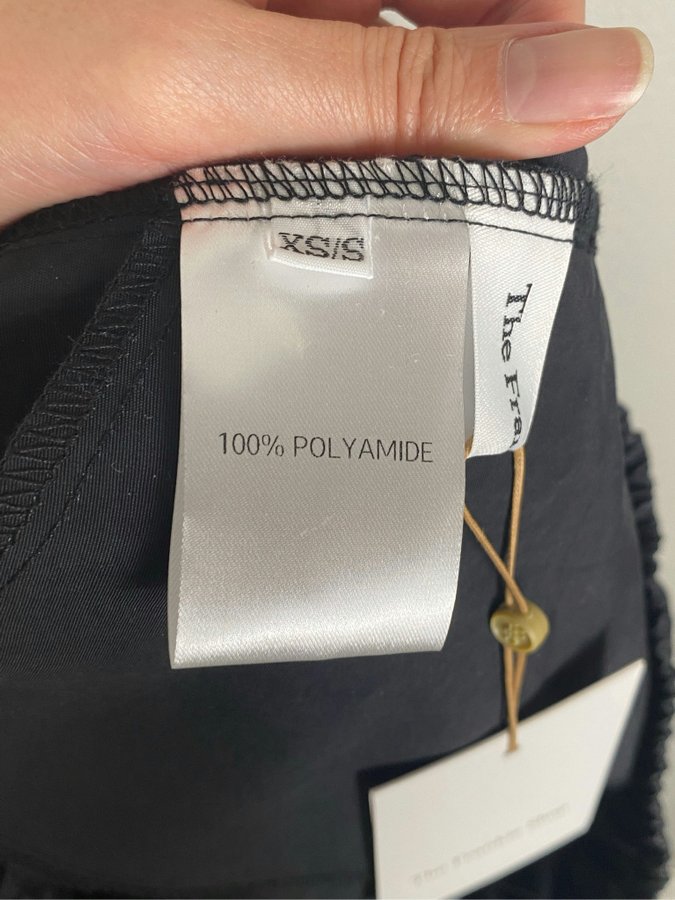 XS/S
The Fra
100% POLYAMIDE